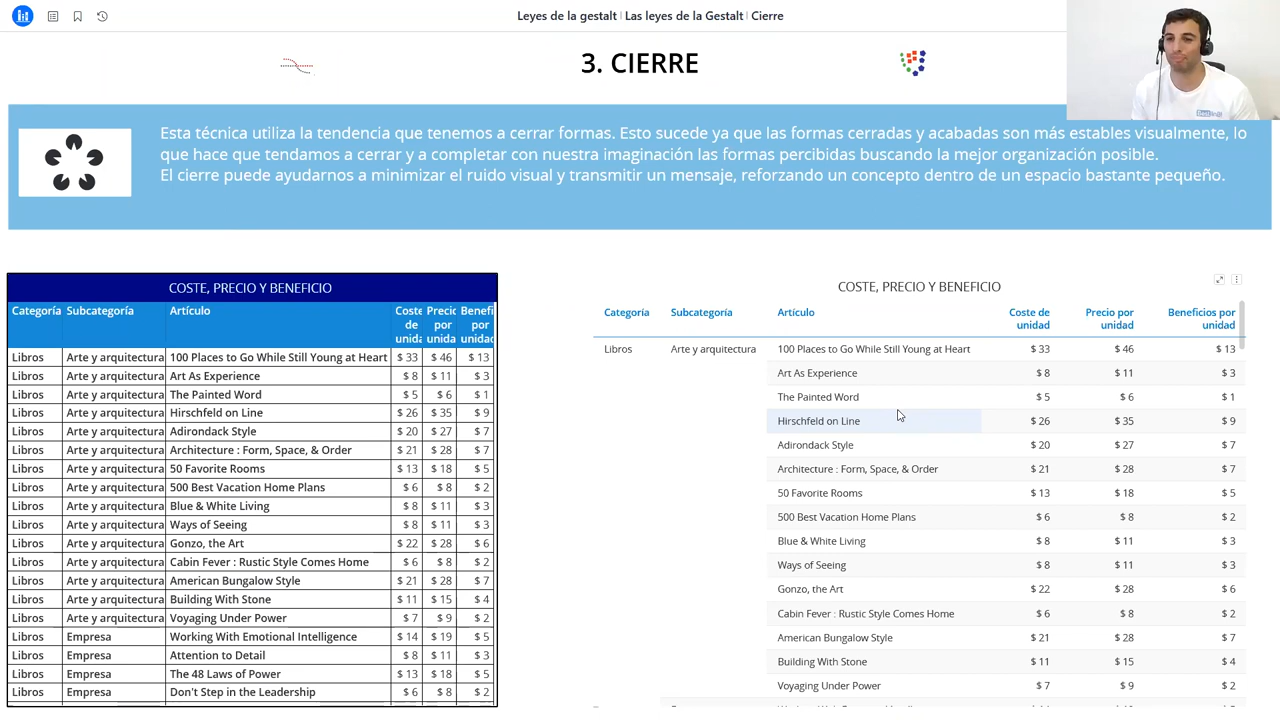 Leyes de la gestalt | Las leyes de la Gestalt | Cierre
3. CIERRE
Esta técnica utiliza la tendencia que tenemos a cerrar formas. Esto sucede ya que las formas cerradas y acabadas son más estables visualmente, lo
que hace que tendamos a cerrar y a completar con nuestra imaginación las formas percibidas buscando la mejor organización posible.
El cierre puede ayudarnos a minimizar el ruido visual y transmitir un mensaje, reforzando un concepto dentro de un espacio bastante pequeño.
COSTE, PRECIO Y BENEFICIO
Categoría Subcategoría Artículo Coste Precio Benefi
de por por
unida unida unidad
Libros Arte y arquitectura 100 Places to Go While Still Young at Heart $ 33 $ 46 $ 13
Libros Arte y arquitectura Art As Experience $ 8 $ 11 $ 3
Libros Arte y arquitectura The Painted Word $ 5 $ 6 $ 1
Libros Arte y arquitectura Hirschfeld on Line $ 26 $ 35 $ 9
Libros Arte y arquitectura Adirondack Style $ 20 $ 27 $ 7
Libros Arte y arquitectura Architecture : Form, Space, & Order $ 21 $ 28 $ 7
Libros Arte y arquitectura 50 Favorite Rooms $ 13 $ 18 $ 5
Libros Arte y arquitectura 500 Best Vacation Home Plans $ 6 $ 8 $ 2
Libros Arte y arquitectura Blue & White Living $ 8 $ 11 $ 3
Libros Arte y arquitectura Ways of Seeing $ 8 $ 11 $ 3
Libros Arte y arquitectura Gonzo, the Art $ 22 $ 28 $ 6
Libros Arte y arquitectura Cabin Fever : Rustic Style Comes Home $ 6 $ 8 $ 2
Libros Arte y arquitectura American Bungalow Style $ 21 $ 28 $ 7
Libros Arte y arquitectura Building With Stone $ 11 $ 15 $ 4
Libros Arte y arquitectura Voyaging Under Power $ 7 $ 9 $ 2
Libros Empresa Working With Emotional Intelligence $ 14 $ 19 $ 5
Libros Empresa Attention to Detail $ 8 $ 11 $ 3
Libros Empresa The 48 Laws of Power $ 13 $ 18 $ 5
Libros Empresa Don't Step in the Leadership $ 6 $ 8 $ 2
COSTE, PRECIO Y BENEFICIO
Categoría Subcategoría Artículo Coste de Precio por Beneficios por
unidad unidad unidad
Libros Arte y arquitectura 100 Places to Go While Still Young at Heart $ 33 $ 46 $ 13
Art As Experience $ 8 $ 11 $ 3
The Painted Word $ 5 $ 6 $ 1
Hirschfeld on Line $ 26 $ 35 $ 9
Adirondack Style $ 20 $ 27 $ 7
Architecture : Form, Space, & Order $ 21 $ 28 $ 7
50 Favorite Rooms $ 13 $ 18 $ 5
500 Best Vacation Home Plans $ 6 $ 8 $ 2
Blue & White Living $ 8 $ 11 $ 3
Ways of Seeing $ 8 $ 11 $ 3
Gonzo, the Art $ 22 $ 28 $ 6
Cabin Fever : Rustic Style Comes Home $ 6 $ 8 $ 2
American Bungalow Style $ 21 $ 28 $ 7
Building With Stone $ 11 $ 15 $ 4
Voyaging Under Power $ 7 $ 9 $ 2